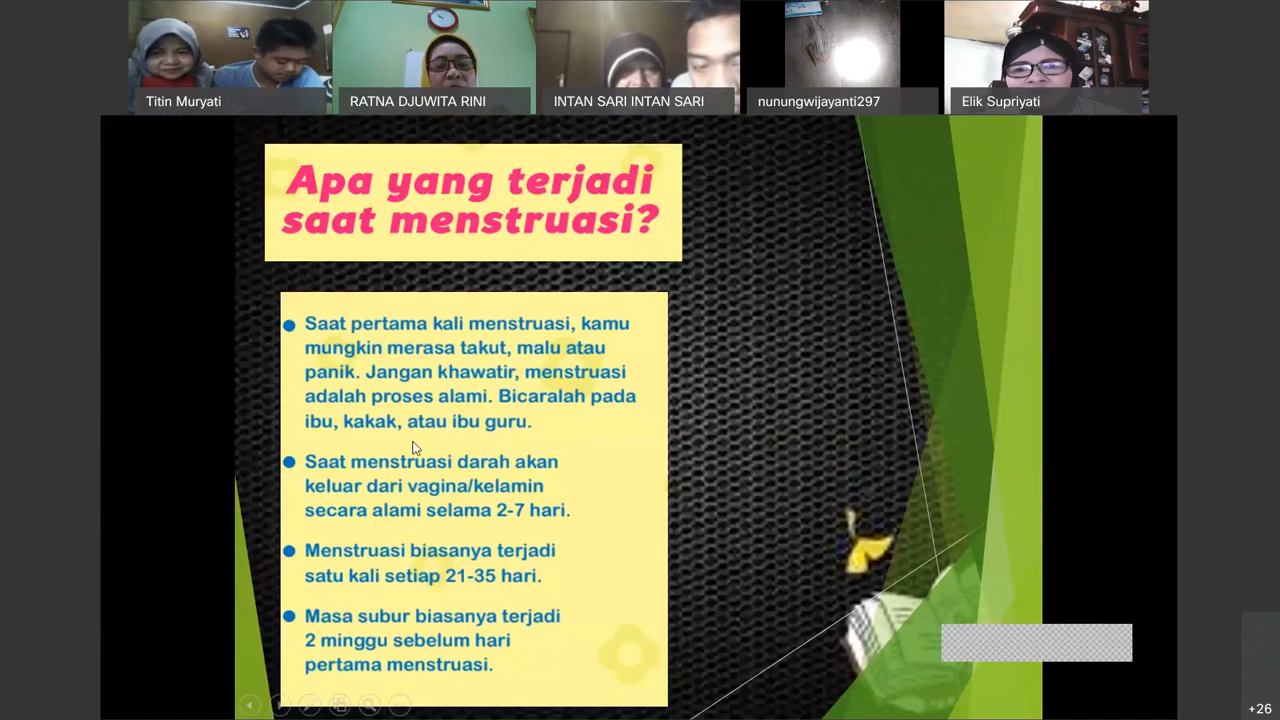 Titin Muryati
RATNA DJUWITA RINI
INTAN SARI INTAN SARI
nunungwijayanti297
Elik Supriyati
Apa yang terjadi
saat menstruasi?
Saat pertama kali menstruasi, kamu
mungkin merasa takut, malu atau
panik. Jangan khawatir, menstruasi
adalah proses alami. Bicaralah pada
ibu, kakak, atau ibu guru.
Saat menstruasi darah akan
keluar dari vagina/kelamin
secara alami selama 2-7 hari.
Menstruasi biasanya terjadi
satu kali setiap 21-35 hari.
Masa subur biasanya terjadi
2 minggu sebelum hari
pertama menstruasi.
+26